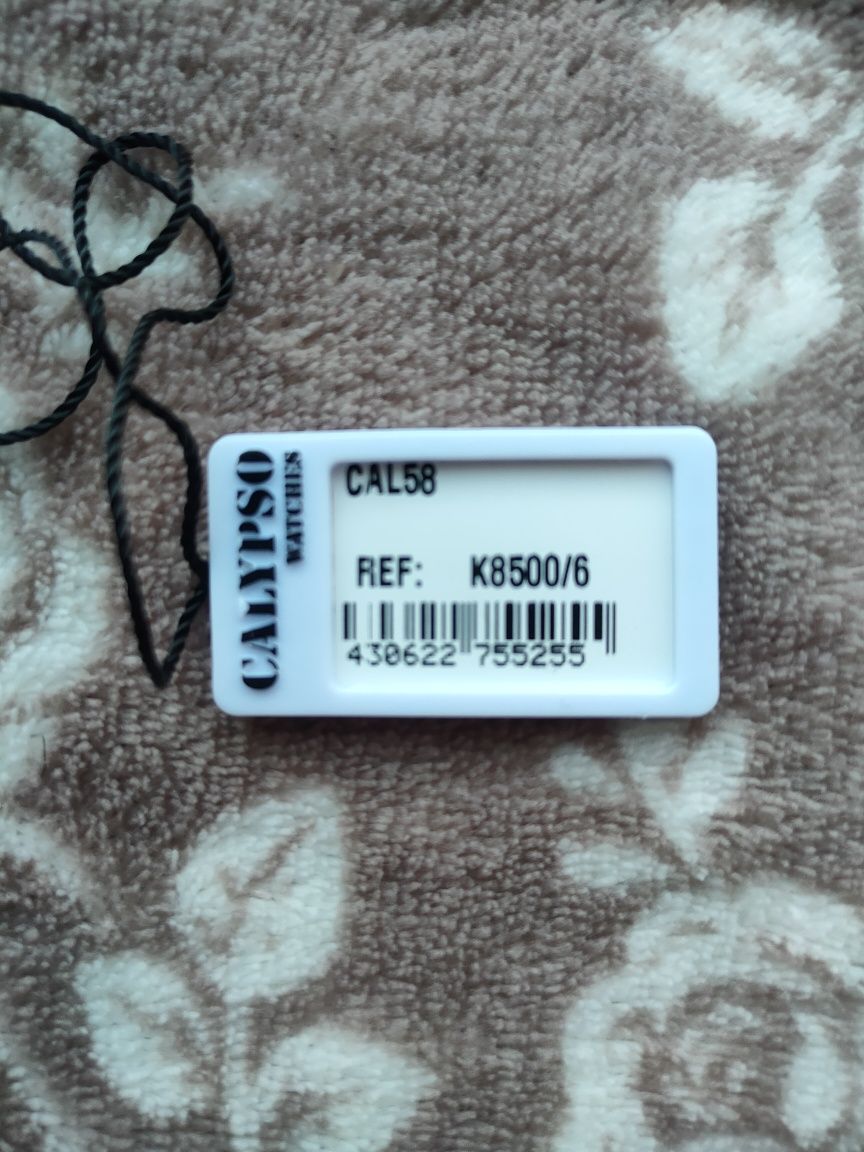 CALYPSO
WATCHES
CAL58
REF: K8500/6
430622 755255